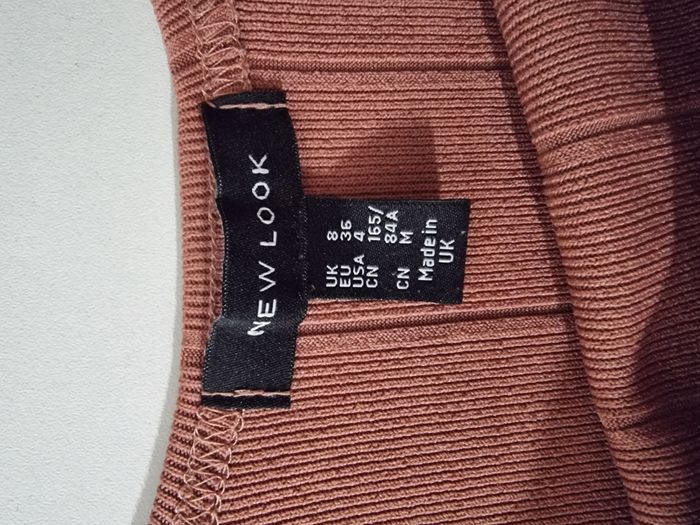 NEW LOOK
UK 8
EU 36
USA 4
CN 165/
84A
CN M
Made in
UK